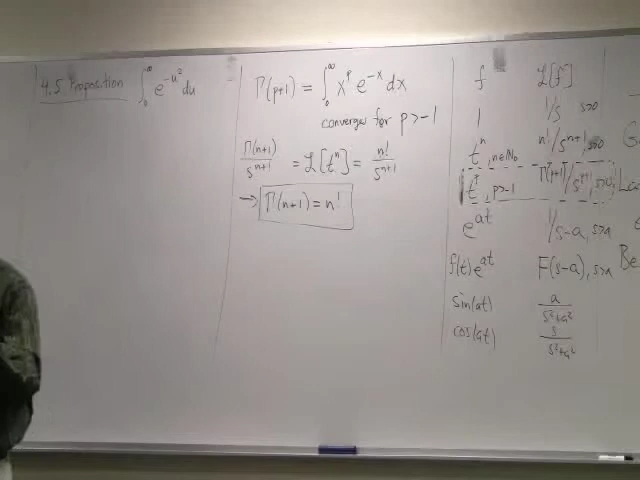 4.5 Proposition ∫₀^∞ e^{-u²} du
Γ(p+1) = ∫₀^∞ x^p e^{-x} dx
converges for p > -1
Γ(n+1)/s^{n+1} = ℒ[t^n] = n!/s^{n+1}
→ Γ(n+1) = n!
f ℒ[f]
1 1/s s>0
t^n, n∈ℕ₀ n!/s^{n+1}, s>0
t^p, p>-1 Γ(p+1)/s^{p+1}, s>0
e^{at} 1/s-a, s>a
f(t)e^{at} F(s-a), s>a
sin(at) a/s²+a²
cos(at) s/s²+a²